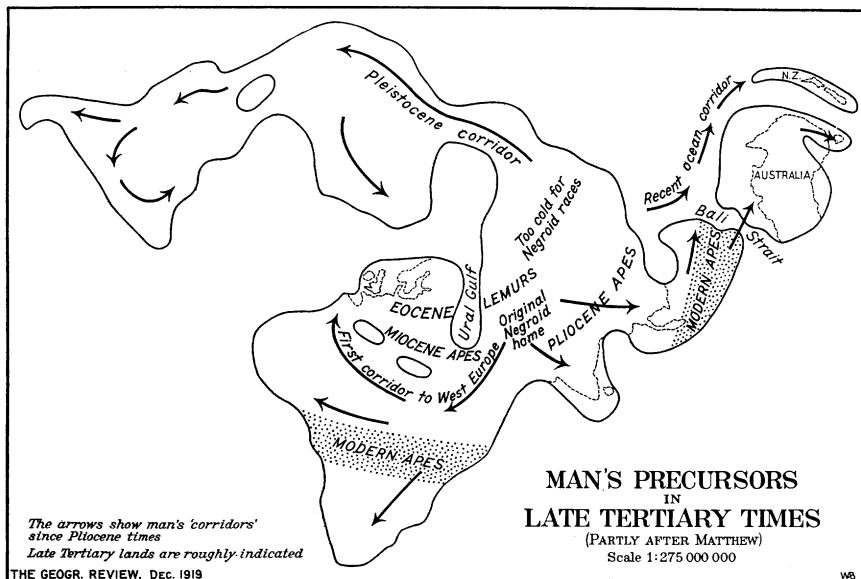 N.Z.
AUSTRALIA
Recent ocean corridor
Pleistocene corridor
Too cold for
Negroid races
Bali
Strait
MODERN APES
PLIOCENE APES
Ural Gulf
LEMURS
EOCENE
Original
Negroid
home
MIOCENE APES
First corridor to West Europe
MODERN APES
MAN'S PRECURSORS
IN
LATE TERTIARY TIMES
(PARTLY AFTER MATTHEW)
Scale 1:275 000 000
The arrows show man's 'corridors'
since Pliocene times
Late Tertiary lands are roughly indicated
THE GEOGR. REVIEW, DEC. 1919
WB